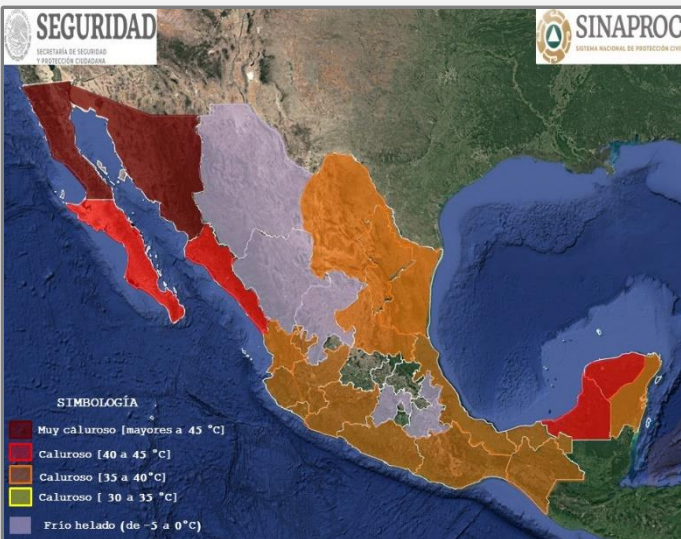 SEGURIDAD
SECRETARÍA DE SEGURIDAD
Y PROTECCIÓN CIUDADANA
SINAPROC
SISTEMA NACIONAL DE PROTECCIÓN CIVI
SIMBOLOGÍA
Muy caluroso [mayores a 45 °C]
Caluroso [40 a 45 °C]
Caluroso [35 a 40°C]
Caluroso [ 30 a 35 °C]
Frío helado (de -5 a 0°C)